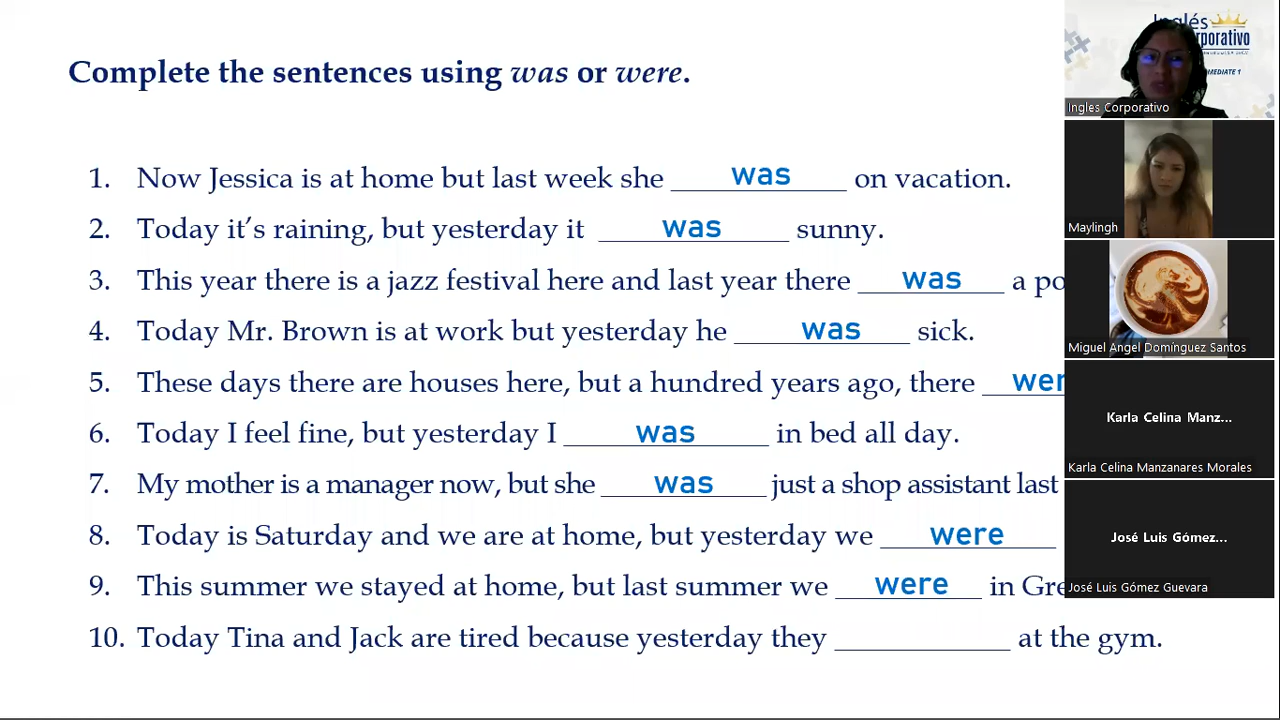 Complete the sentences using was or were.
1. Now Jessica is at home but last week she was on vacation.
2. Today it's raining, but yesterday it was sunny.
3. This year there is a jazz festival here and last year there was a po
4. Today Mr. Brown is at work but yesterday he was sick.
5. These days there are houses here, but a hundred years ago, there wer
6. Today I feel fine, but yesterday I was in bed all day.
7. My mother is a manager now, but she was just a shop assistant last
8. Today is Saturday and we are at home, but yesterday we were
9. This summer we stayed at home, but last summer we were in Gre
10. Today Tina and Jack are tired because yesterday they ____________ at the gym.
Inglés
rporativo
MEDIATE 1
Ingles Corporativo
Maylingh
Miguel Angel Domínguez Santos
Karla Celina Manz...
Karla Celina Manzanares Morales
José Luis Gómez...
José Luis Gómez Guevara